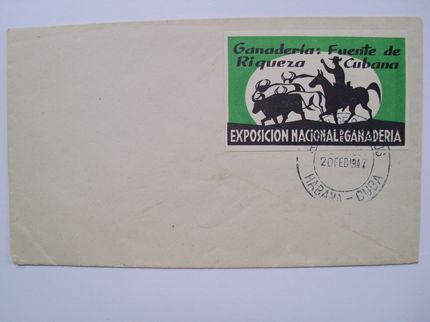 Ganadería: Fuente de
Riqueza Cubana
EXPOSICION NACIONAL DE GANADERIA
20 FEB 1947
HABANA - CUBA